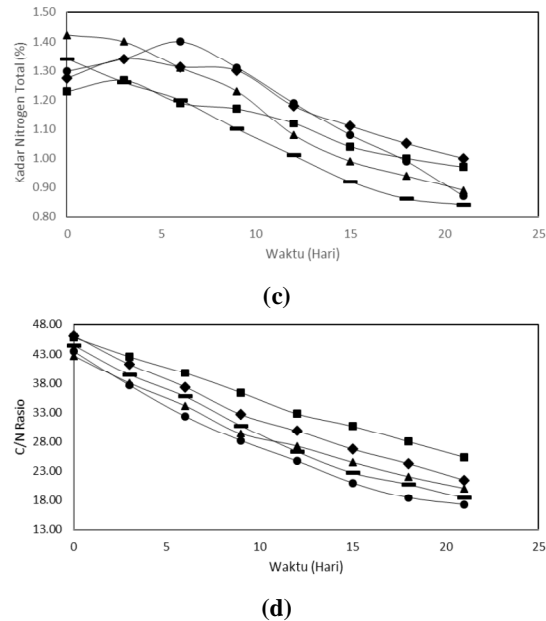 Kadar Nitrogen Total (%)
1.50
1.40
1.30
1.20
1.10
1.00
0.90
0.80
0 5 10 15 20 25
Waktu (Hari)
(c)
C/N Rasio
48.00
43.00
38.00
33.00
28.00
23.00
18.00
13.00
0 5 10 15 20 25
Waktu (Hari)
(d)